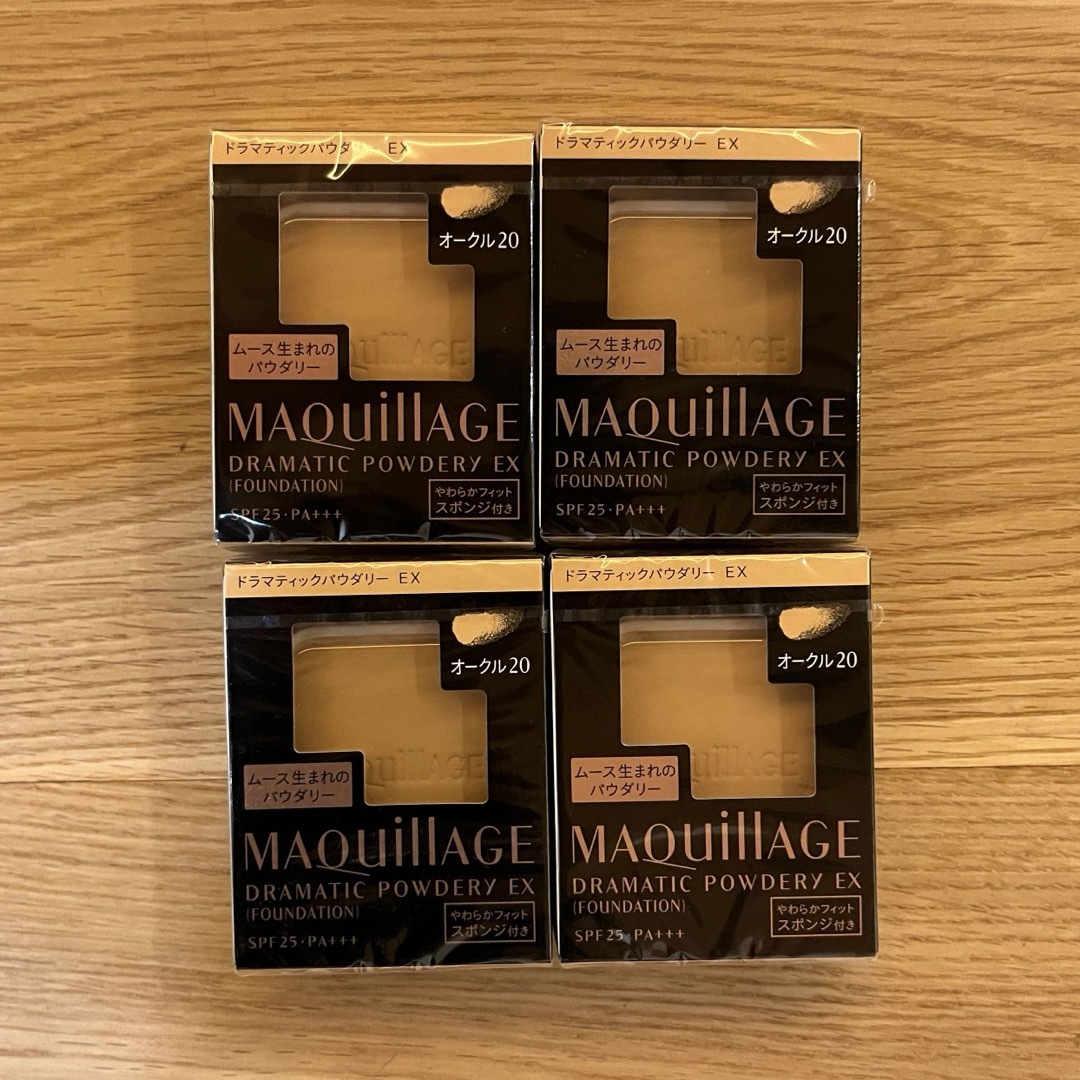 ドラマティックパウダリー EX
オークル20
ムース生まれの
パウダリー
QuillAGE
MAQuillAGE
DRAMATIC POWDERY EX
(FOUNDATION)
SPF25・PA+++
やわらかフィット
スポンジ付き
ドラマティックパウダリー EX
オークル20
ムース生まれの
パウダリー
QuillAGE
MAQuillAGE
DRAMATIC POWDERY EX
(FOUNDATION)
SPF25・PA+++
やわらかフィット
スポンジ付き
ドラマティックパウダリー EX
オークル20
ムース生まれの
パウダリー
QuillAGE
MAQuillAGE
DRAMATIC POWDERY EX
(FOUNDATION)
SPF25・PA+++
やわらかフィット
スポンジ付き
ドラマティックパウダリー EX
オークル20
ムース生まれの
パウダリー
QuillAGE
MAQuillAGE
DRAMATIC POWDERY EX
(FOUNDATION)
SPF25・PA+++
やわらかフィット
スポンジ付き